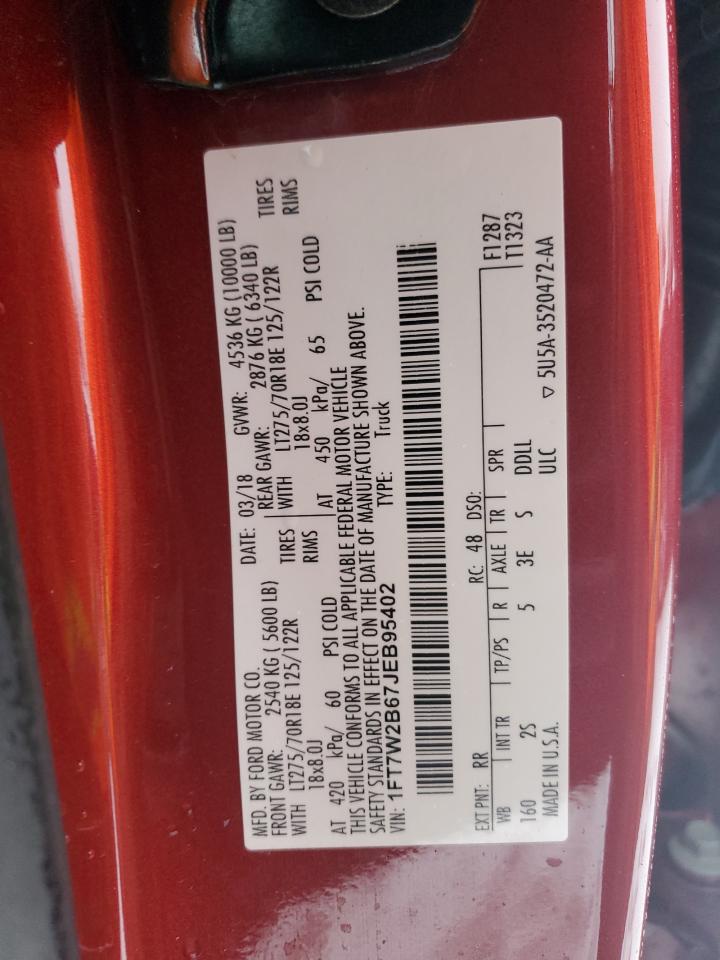 MFD. BY FORD MOTOR CO.
DATE: 03/18 GVWR: 4536 KG (10000 LB)
FRONT GAWR: 2540 KG ( 5600 LB) REAR GAWR: 2876 KG ( 6340 LB)
WITH LT275/70R18E 125/122R TIRES WITH LT275/70R18E 125/122R TIRES
18x8.0J RIMS 18x8.0J RIMS
AT 420 kPa/ 60 PSI COLD AT 450 kPa/ 65 PSI COLD
THIS VEHICLE CONFORMS TO ALL APPLICABLE FEDERAL MOTOR VEHICLE
SAFETY STANDARDS IN EFFECT ON THE DATE OF MANUFACTURE SHOWN ABOVE.
VIN: 1FT7W2B67JEB95402 TYPE: Truck
EXT PNT: RR RC: 48 DSO: F1287
WB INT TR TP/PS R AXLE TR SPR T1323
160 2S 5 3E S DDLL
MADE IN U.S.A. ULC ▽ 5U5A-3520472-AA